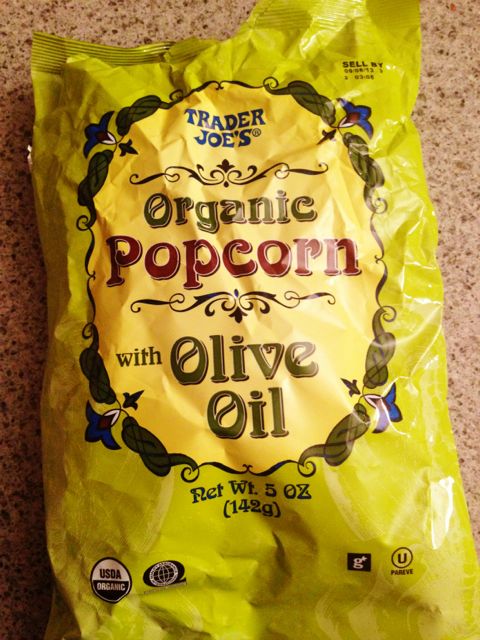 SELL BY
TRADER
JOE'S®
Organic
Popcorn
with Olive
Oil
Net Wt. 5 OZ
(142g)
USDA
ORGANIC
g
U
PAREVE